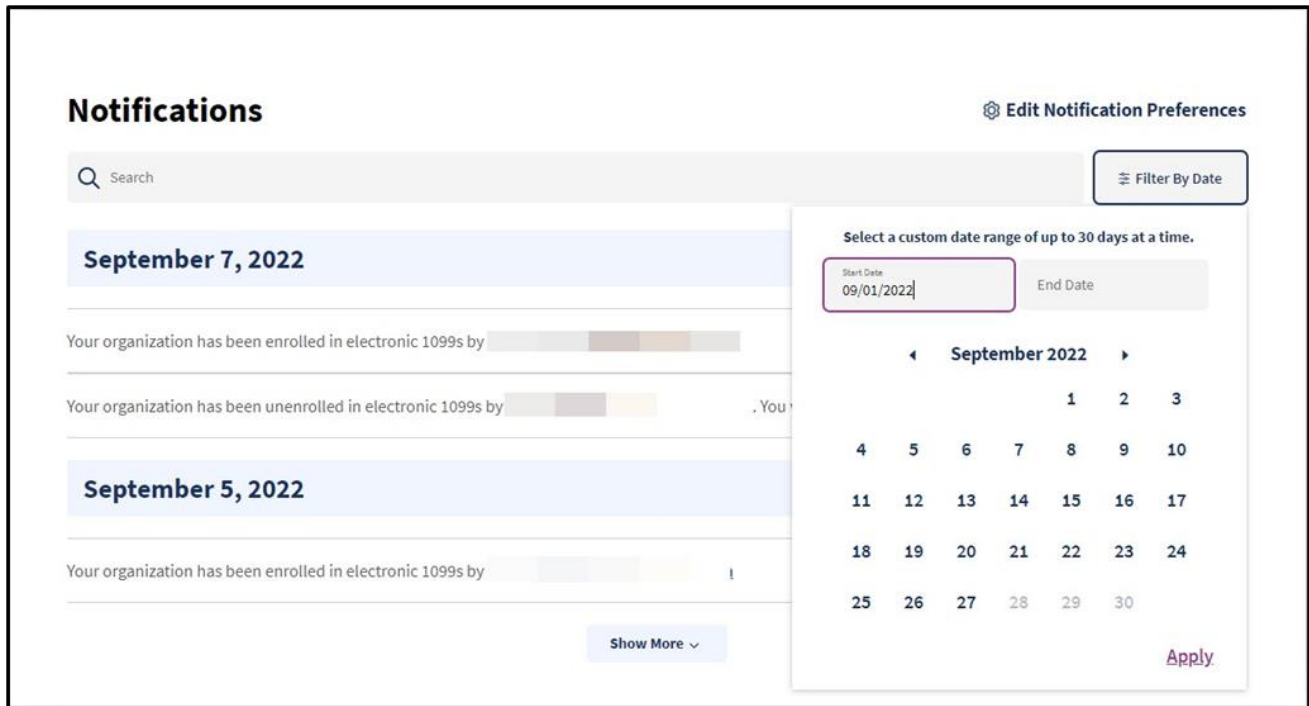 Notifications
Edit Notification Preferences
Search
Filter By Date
September 7, 2022
Your organization has been enrolled in electronic 1099s by
Your organization has been unenrolled in electronic 1099s by . You
September 5, 2022
Your organization has been enrolled in electronic 1099s by
Show More
Select a custom date range of up to 30 days at a time.
Start Date
09/01/2022
End Date
September 2022
1 2 3
4 5 6 7 8 9 10
11 12 13 14 15 16 17
18 19 20 21 22 23 24
25 26 27 28 29 30
Apply